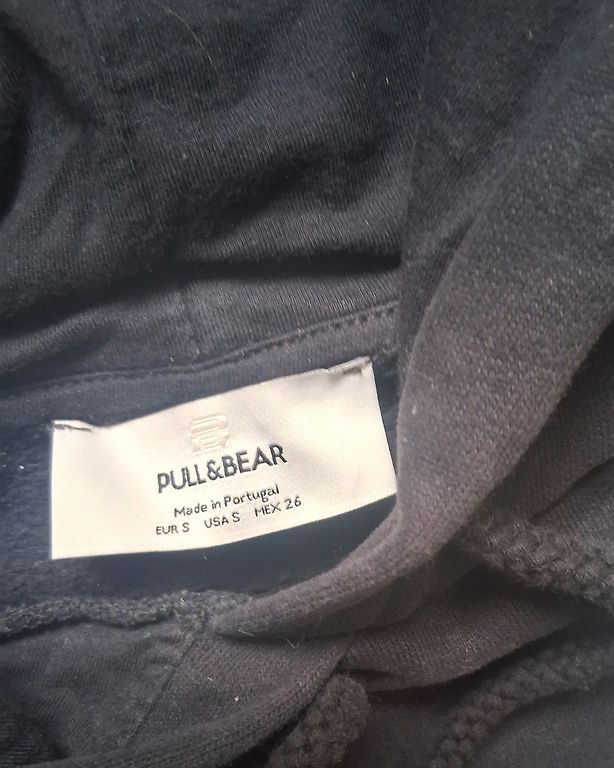 PULL&BEAR
Made in Portugal
EUR S USA S MEX 26